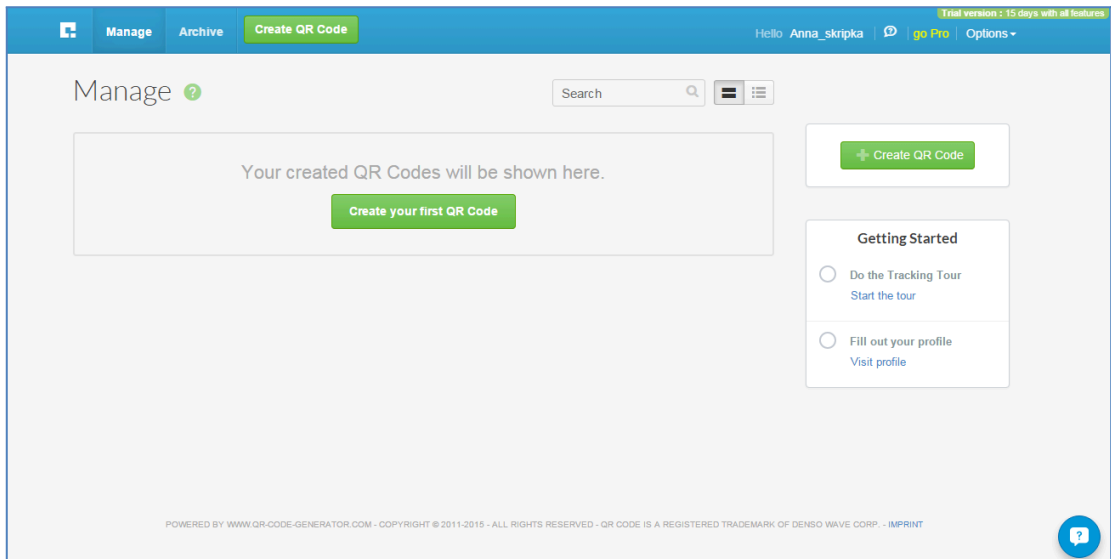 Trial version : 15 days with all features
Manage Archive Create QR Code Hello Anna_skripka go Pro Options
Manage ?
Search
Create QR Code
Your created QR Codes will be shown here.
Create your first QR Code
Getting Started
Do the Tracking Tour
Start the tour
Fill out your profile
Visit profile
POWERED BY WWW.QR-CODE-GENERATOR.COM - COPYRIGHT © 2011-2015 - ALL RIGHTS RESERVED - QR CODE IS A REGISTERED TRADEMARK OF DENSO WAVE CORP. - IMPRINT
?